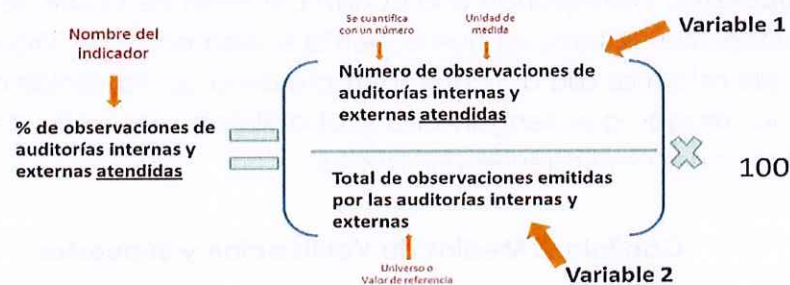 Se cuantifica
con un número
Unidad de
medida
Variable 1
Nombre del
Indicador
Número de observaciones de
auditorías internas y
externas atendidas
% de observaciones de
auditorías internas y
externas atendidas
=
×
100
Total de observaciones emitidas
por las auditorías internas y
externas
Universo o
Valor de referencia
Variable 2